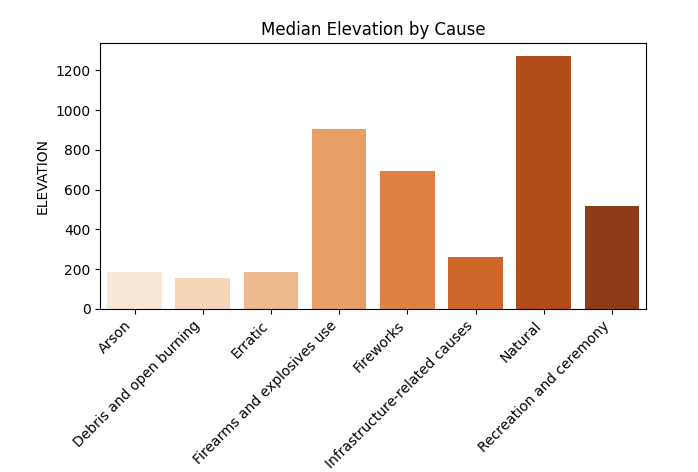 Median Elevation by Cause
ELEVATION
1200
1000
800
600
400
200
0
Arson
Debris and open burning
Erratic
Firearms and explosives use
Fireworks
Infrastructure-related causes
Natural
Recreation and ceremony